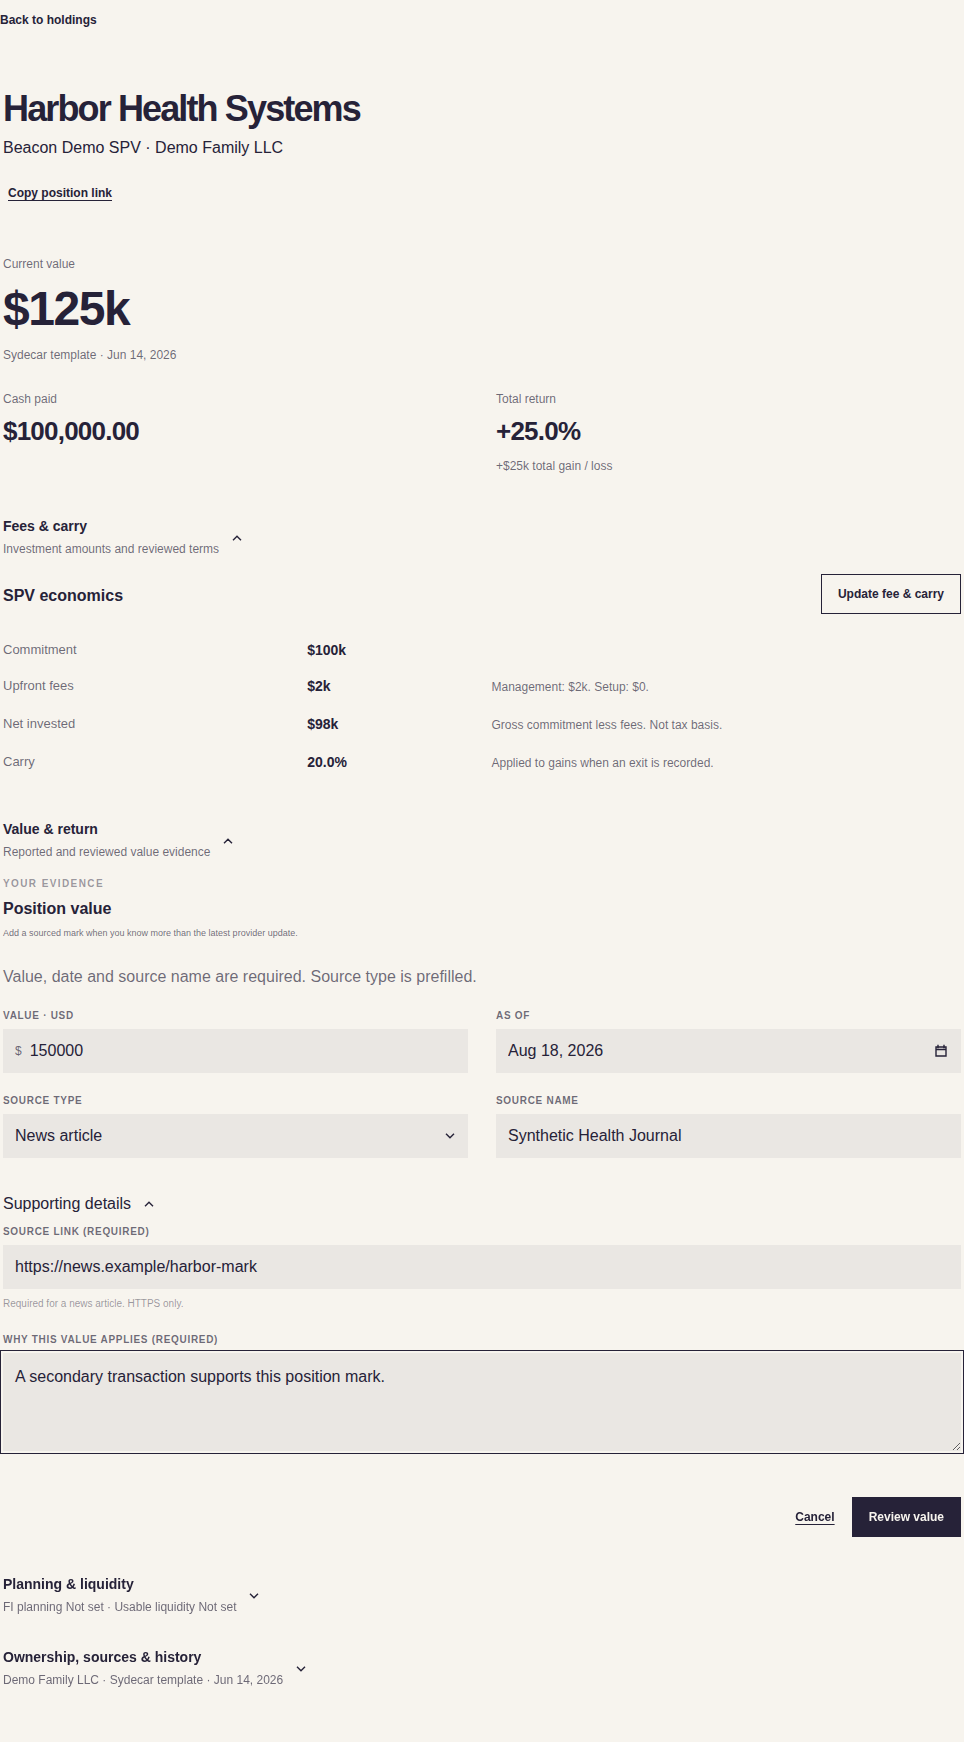 Back to holdings
Harbor Health Systems
Beacon Demo SPV · Demo Family LLC
Copy position link
Current value
$125k
Sydecar template · Jun 14, 2026
Cash paid
$100,000.00
Total return
+25.0%
+$25k total gain / loss
Fees & carry
Investment amounts and reviewed terms
SPV economics
Update fee & carry
Commitment $100k
Upfront fees $2k Management: $2k. Setup: $0.
Net invested $98k Gross commitment less fees. Not tax basis.
Carry 20.0% Applied to gains when an exit is recorded.
Value & return
Reported and reviewed value evidence
YOUR EVIDENCE
Position value
Add a sourced mark when you know more than the latest provider update.
Value, date and source name are required. Source type is prefilled.
VALUE · USD
$ 150000
AS OF
Aug 18, 2026
SOURCE TYPE
News article
SOURCE NAME
Synthetic Health Journal
Supporting details
SOURCE LINK (REQUIRED)
https://news.example/harbor-mark
Required for a news article. HTTPS only.
WHY THIS VALUE APPLIES (REQUIRED)
A secondary transaction supports this position mark.
Cancel
Review value
Planning & liquidity
FI planning Not set · Usable liquidity Not set
Ownership, sources & history
Demo Family LLC · Sydecar template · Jun 14, 2026